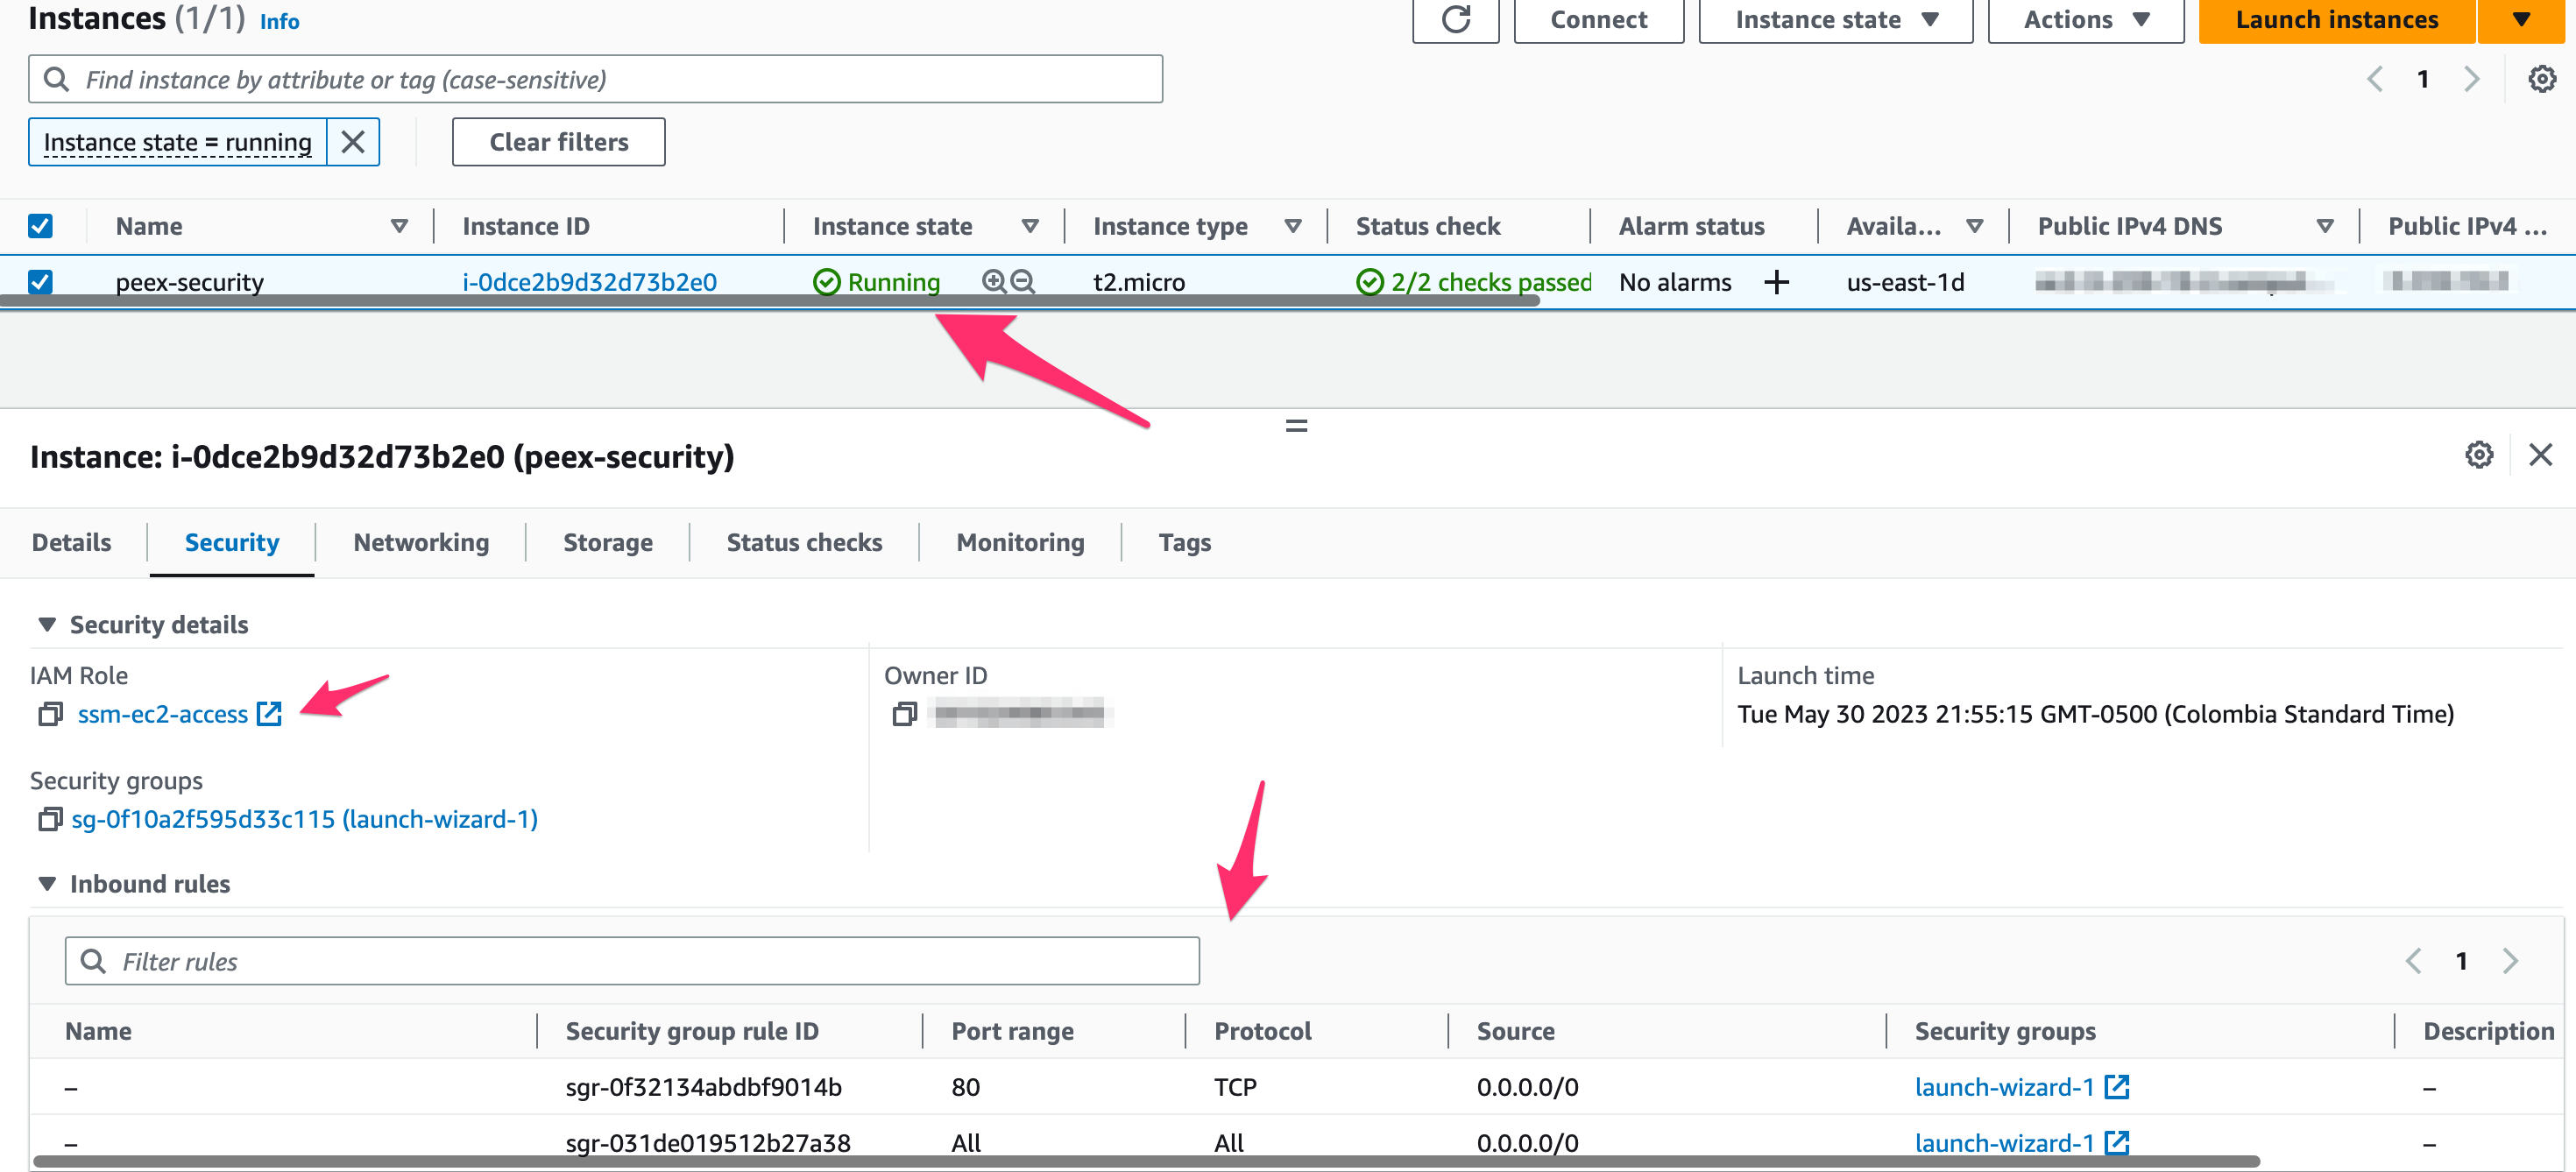 Instances (1/1) Info
Connect
Instance state
Actions
Launch instances
Find instance by attribute or tag (case-sensitive)
1
Instance state = running
Clear filters
Name Instance ID Instance state Instance type Status check Alarm status Availa... Public IPv4 DNS Public IPv4 ...
peex-security i-0dce2b9d32d73b2e0 Running t2.micro 2/2 checks passed No alarms + us-east-1d
Instance: i-0dce2b9d32d73b2e0 (peex-security)
Details Security Networking Storage Status checks Monitoring Tags
Security details
IAM Role Owner ID Launch time
ssm-ec2-access Tue May 30 2023 21:55:15 GMT-0500 (Colombia Standard Time)
Security groups
sg-0f10a2f595d33c115 (launch-wizard-1)
Inbound rules
Filter rules
1
Name Security group rule ID Port range Protocol Source Security groups Description
– sgr-0f32134abdbf9014b 80 TCP 0.0.0.0/0 launch-wizard-1 –
– sgr-031de019512b27a38 All All 0.0.0.0/0 launch-wizard-1 –